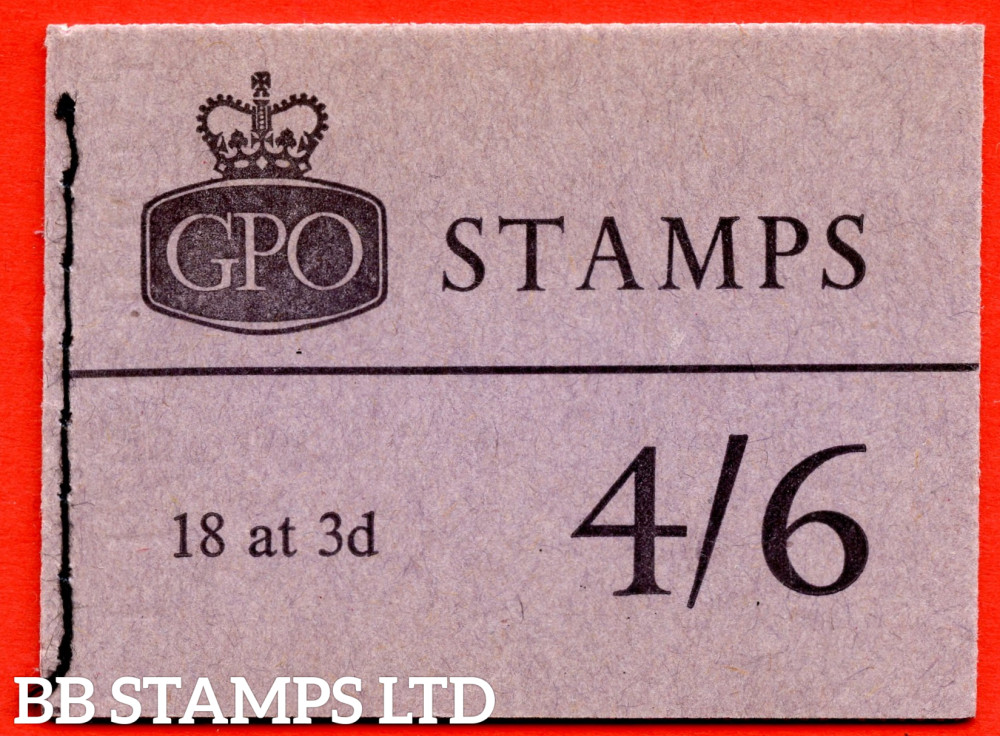 GPO STAMPS
18 at 3d 4/6
BB STAMPS LTD